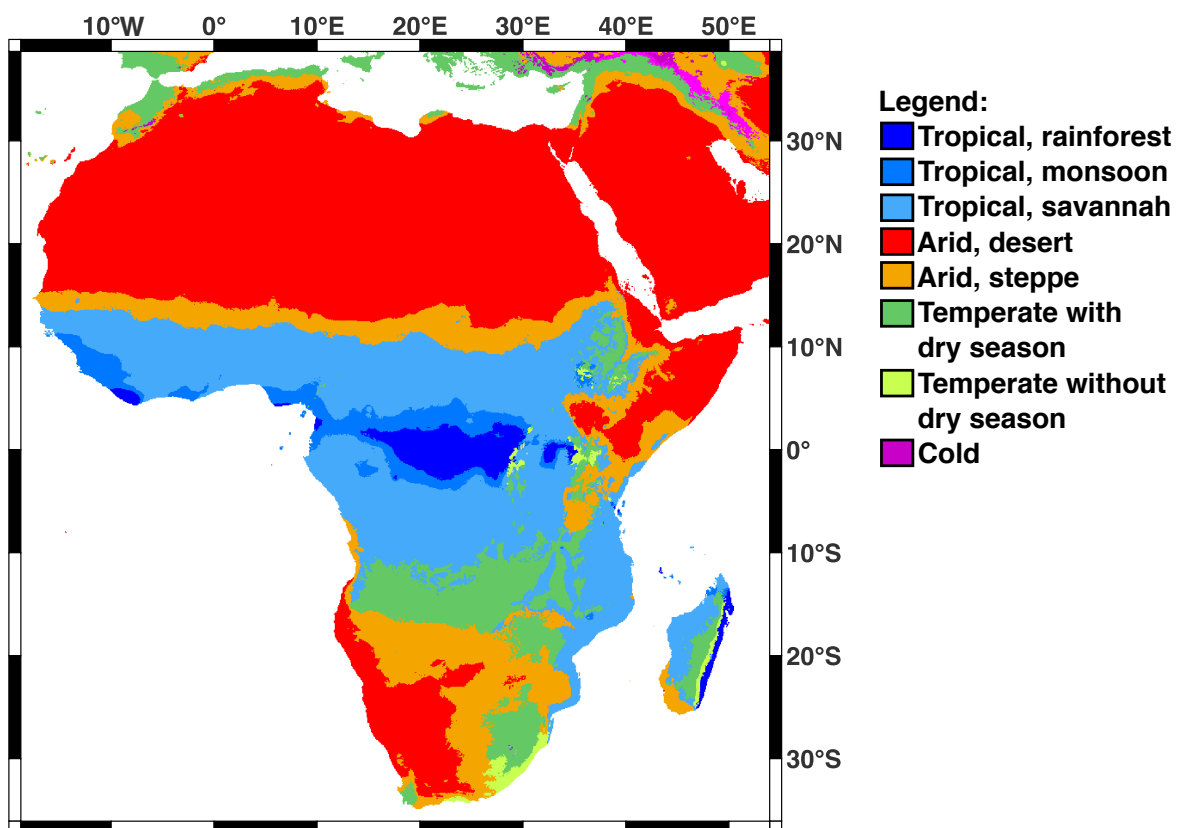 10°W 0° 10°E 20°E 30°E 40°E 50°E
Legend:
Tropical, rainforest
Tropical, monsoon
Tropical, savannah
Arid, desert
Arid, steppe
Temperate with
dry season
Temperate without
dry season
Cold
30°N
20°N
10°N
0°
10°S
20°S
30°S